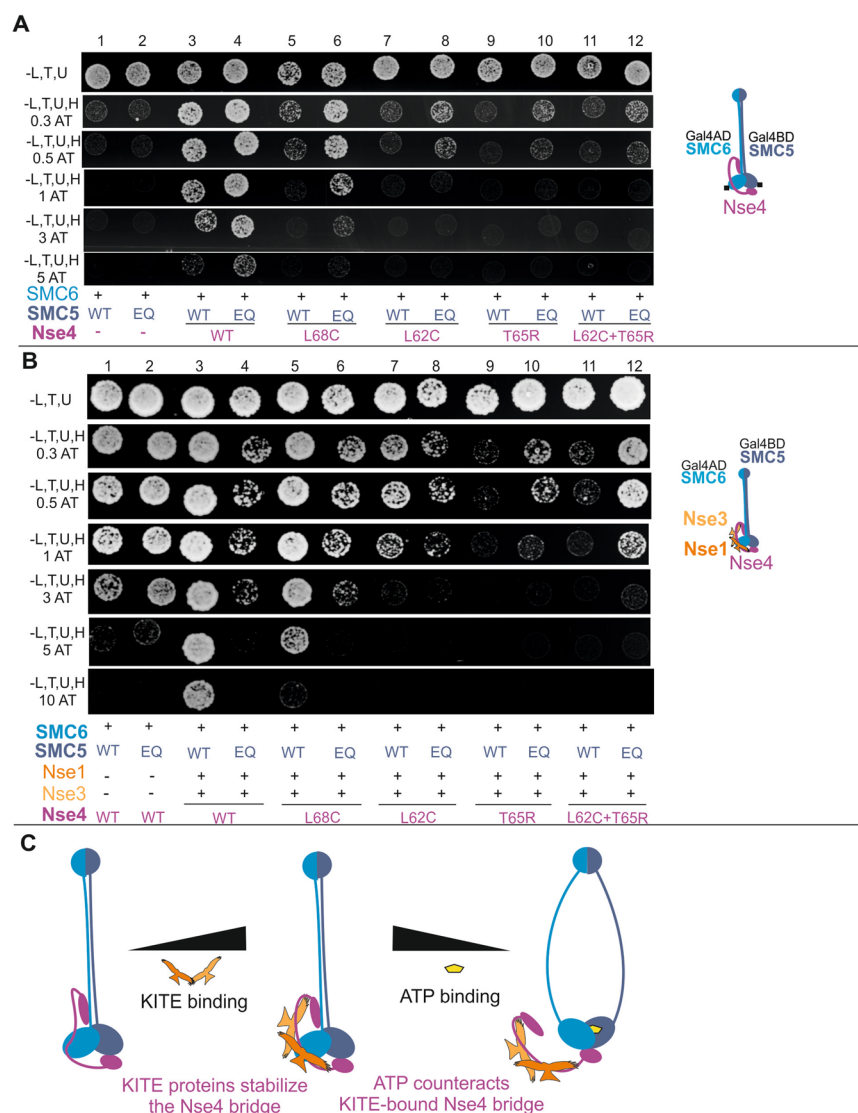 A
1 2 3 4 5 6 7 8 9 10 11 12
-L,T,U
-L,T,U,H
0.3 AT
-L,T,U,H
0.5 AT
-L,T,U,H
1 AT
-L,T,U,H
3 AT
-L,T,U,H
5 AT
SMC6 + + + + + + + + + + + +
SMC5 WT EQ WT EQ WT EQ WT EQ WT EQ WT EQ
Nse4 - - WT L68C L62C T65R L62C+T65R
Gal4AD Gal4BD
SMC6 SMC5
Nse4
B
1 2 3 4 5 6 7 8 9 10 11 12
-L,T,U
-L,T,U,H
0.3 AT
-L,T,U,H
0.5 AT
-L,T,U,H
1 AT
-L,T,U,H
3 AT
-L,T,U,H
5 AT
-L,T,U,H
10 AT
SMC6 + + + + + + + + + + + +
SMC5 WT EQ WT EQ WT EQ WT EQ WT EQ WT EQ
Nse1 - - + + + + + + + + + +
Nse3 - - + + + + + + + + + +
Nse4 WT WT WT L68C L62C T65R L62C+T65R
Gal4BD
SMC5
Gal4AD
SMC6
Nse3
Nse1
Nse4
C
KITE binding
ATP binding
KITE proteins stabilize
the Nse4 bridge
ATP counteracts
KITE-bound Nse4 bridge